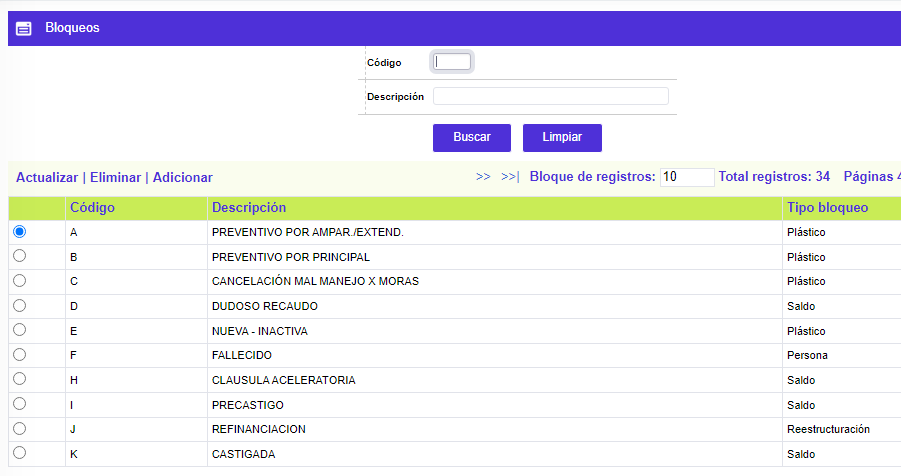 Bloqueos
Código
Descripción
Buscar Limpiar
Actualizar | Eliminar | Adicionar >> >>| Bloque de registros: 10 Total registros: 34 Páginas 4
Código Descripción Tipo bloqueo
A PREVENTIVO POR AMPAR./EXTEND. Plástico
B PREVENTIVO POR PRINCIPAL Plástico
C CANCELACIÓN MAL MANEJO X MORAS Plástico
D DUDOSO RECAUDO Saldo
E NUEVA - INACTIVA Plástico
F FALLECIDO Persona
H CLAUSULA ACELERATORIA Saldo
I PRECASTIGO Saldo
J REFINANCIACION Reestructuración
K CASTIGADA Saldo